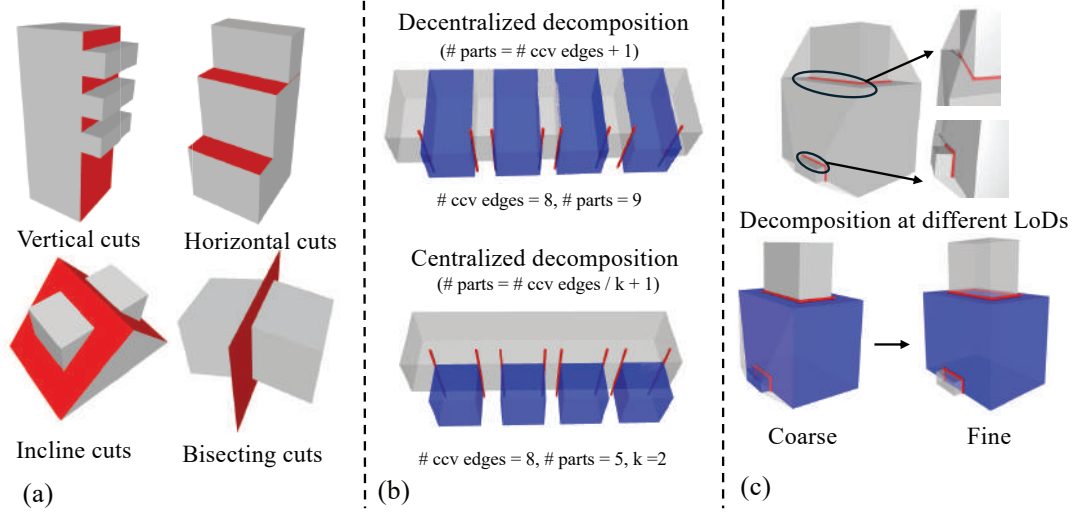 Vertical cuts
Horizontal cuts
Incline cuts
Bisecting cuts
(a)
Decentralized decomposition
(# parts = # ccv edges + 1)
# ccv edges = 8, # parts = 9
Centralized decomposition
(# parts = # ccv edges / k + 1)
# ccv edges = 8, # parts = 5, k =2
(b)
Decomposition at different LoDs
Coarse
Fine
(c)